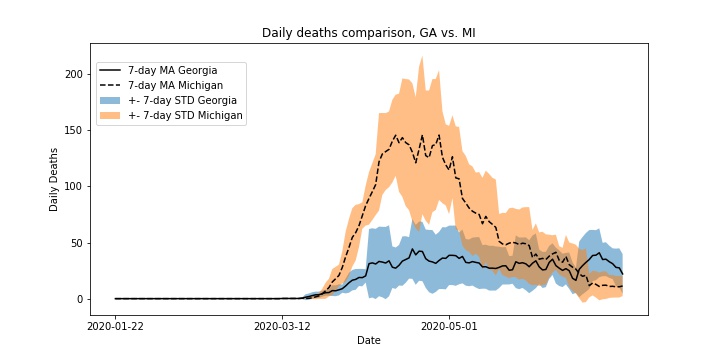 Daily deaths comparison, GA vs. MI
7-day MA Georgia
7-day MA Michigan
+- 7-day STD Georgia
+- 7-day STD Michigan
Daily Deaths
200
150
100
50
0
2020-01-22
2020-03-12
2020-05-01
Date